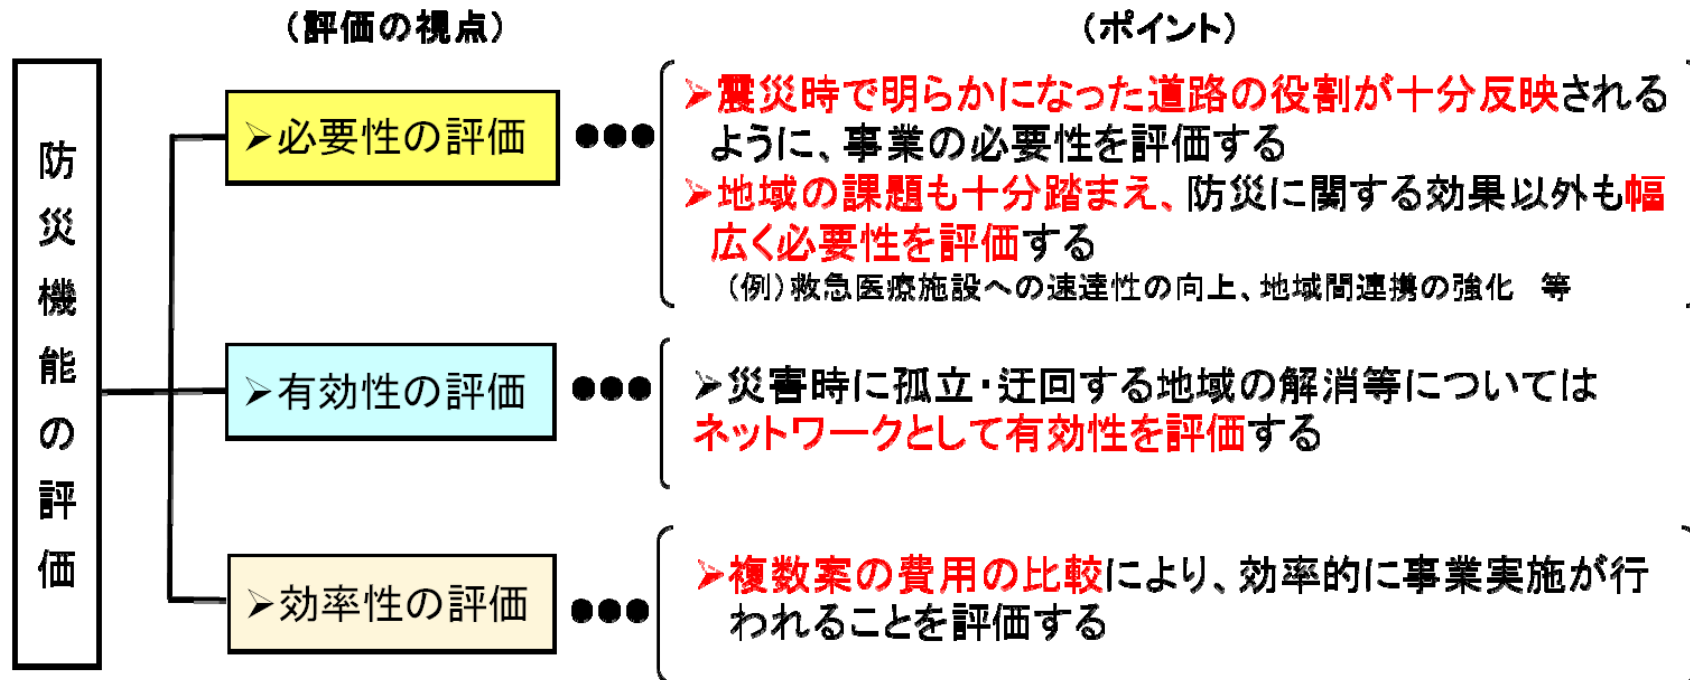 （評価の視点）
（ポイント）
防災機能の評価
➢必要性の評価
●●●
➢震災時で明らかになった道路の役割が十分反映される
ように、事業の必要性を評価する
➢地域の課題も十分踏まえ、防災に関する効果以外も幅
広く必要性を評価する
（例）救急医療施設への速達性の向上、地域間連携の強化　等
➢有効性の評価
●●●
➢災害時に孤立・迂回する地域の解消等については
ネットワークとして有効性を評価する
➢効率性の評価
●●●
➢複数案の費用の比較により、効率的に事業実施が行
われることを評価する